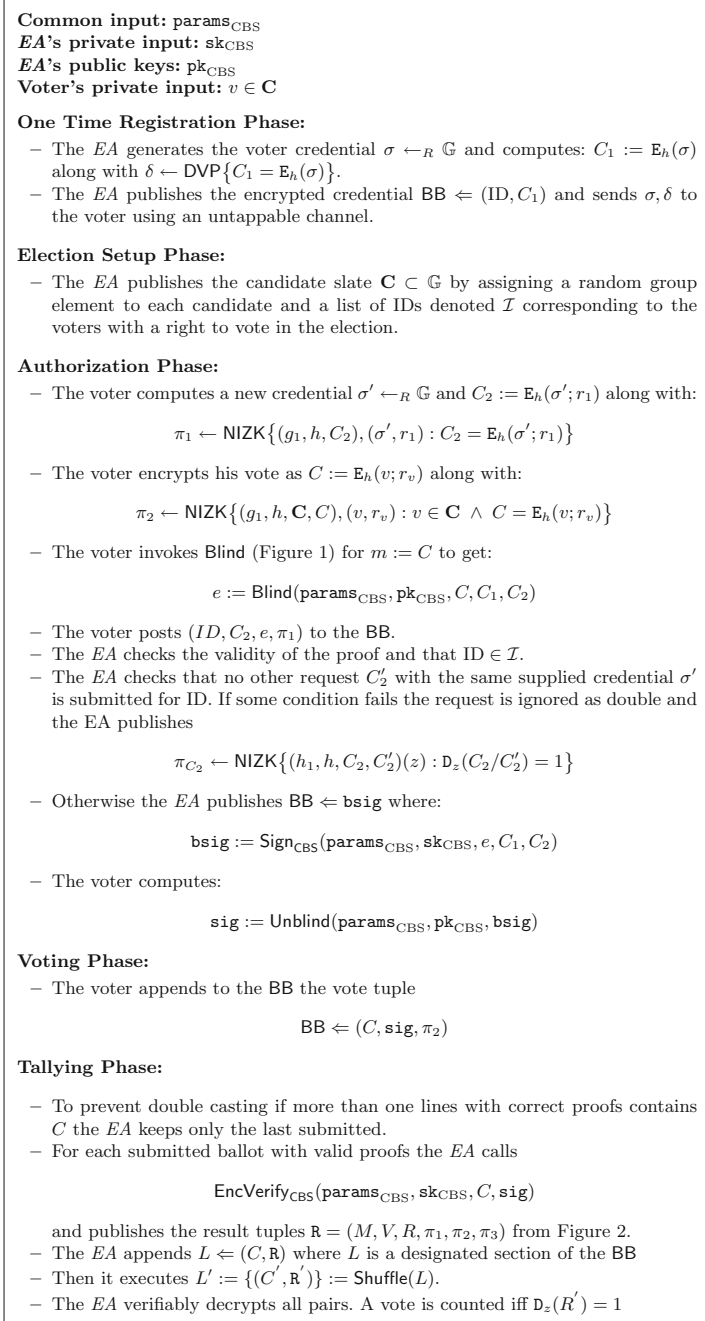 Common input: params_CBS
EA's private input: sk_CBS
EA's public keys: pk_CBS
Voter's private input: v ∈ C
One Time Registration Phase:
– The EA generates the voter credential σ ←_R 𝔾 and computes: C_1 := E_h(σ)
along with δ ← DVP{C_1 = E_h(σ)}.
– The EA publishes the encrypted credential BB ⇐ (ID, C_1) and sends σ, δ to
the voter using an untappable channel.
Election Setup Phase:
– The EA publishes the candidate slate C ⊂ 𝔾 by assigning a random group
element to each candidate and a list of IDs denoted ℐ corresponding to the
voters with a right to vote in the election.
Authorization Phase:
– The voter computes a new credential σ′ ←_R 𝔾 and C_2 := E_h(σ′; r_1) along with:
π_1 ← NIZK{(g_1, h, C_2), (σ′, r_1) : C_2 = E_h(σ′; r_1)}
– The voter encrypts his vote as C := E_h(v; r_v) along with:
π_2 ← NIZK{(g_1, h, C, C), (v, r_v) : v ∈ C ∧ C = E_h(v; r_v)}
– The voter invokes Blind (Figure 1) for m := C to get:
e := Blind(params_CBS, pk_CBS, C, C_1, C_2)
– The voter posts (ID, C_2, e, π_1) to the BB.
– The EA checks the validity of the proof and that ID ∈ ℐ.
– The EA checks that no other request C′_2 with the same supplied credential σ′
is submitted for ID. If some condition fails the request is ignored as double and
the EA publishes
π_{C_2} ← NIZK{(h_1, h, C_2, C′_2)(z) : D_z(C_2/C′_2) = 1}
– Otherwise the EA publishes BB ⇐ bsig where:
bsig := Sign_CBS(params_CBS, sk_CBS, e, C_1, C_2)
– The voter computes:
sig := Unblind(params_CBS, pk_CBS, bsig)
Voting Phase:
– The voter appends to the BB the vote tuple
BB ⇐ (C, sig, π_2)
Tallying Phase:
– To prevent double casting if more than one lines with correct proofs contains
C the EA keeps only the last submitted.
– For each submitted ballot with valid proofs the EA calls
EncVerify_CBS(params_CBS, sk_CBS, C, sig)
and publishes the result tuples R = (M, V, R, π_1, π_2, π_3) from Figure 2.
– The EA appends L ⇐ (C, R) where L is a designated section of the BB
– Then it executes L′ := {(C′, R′)} := Shuffle(L).
– The EA verifiably decrypts all pairs. A vote is counted iff D_z(R′) = 1